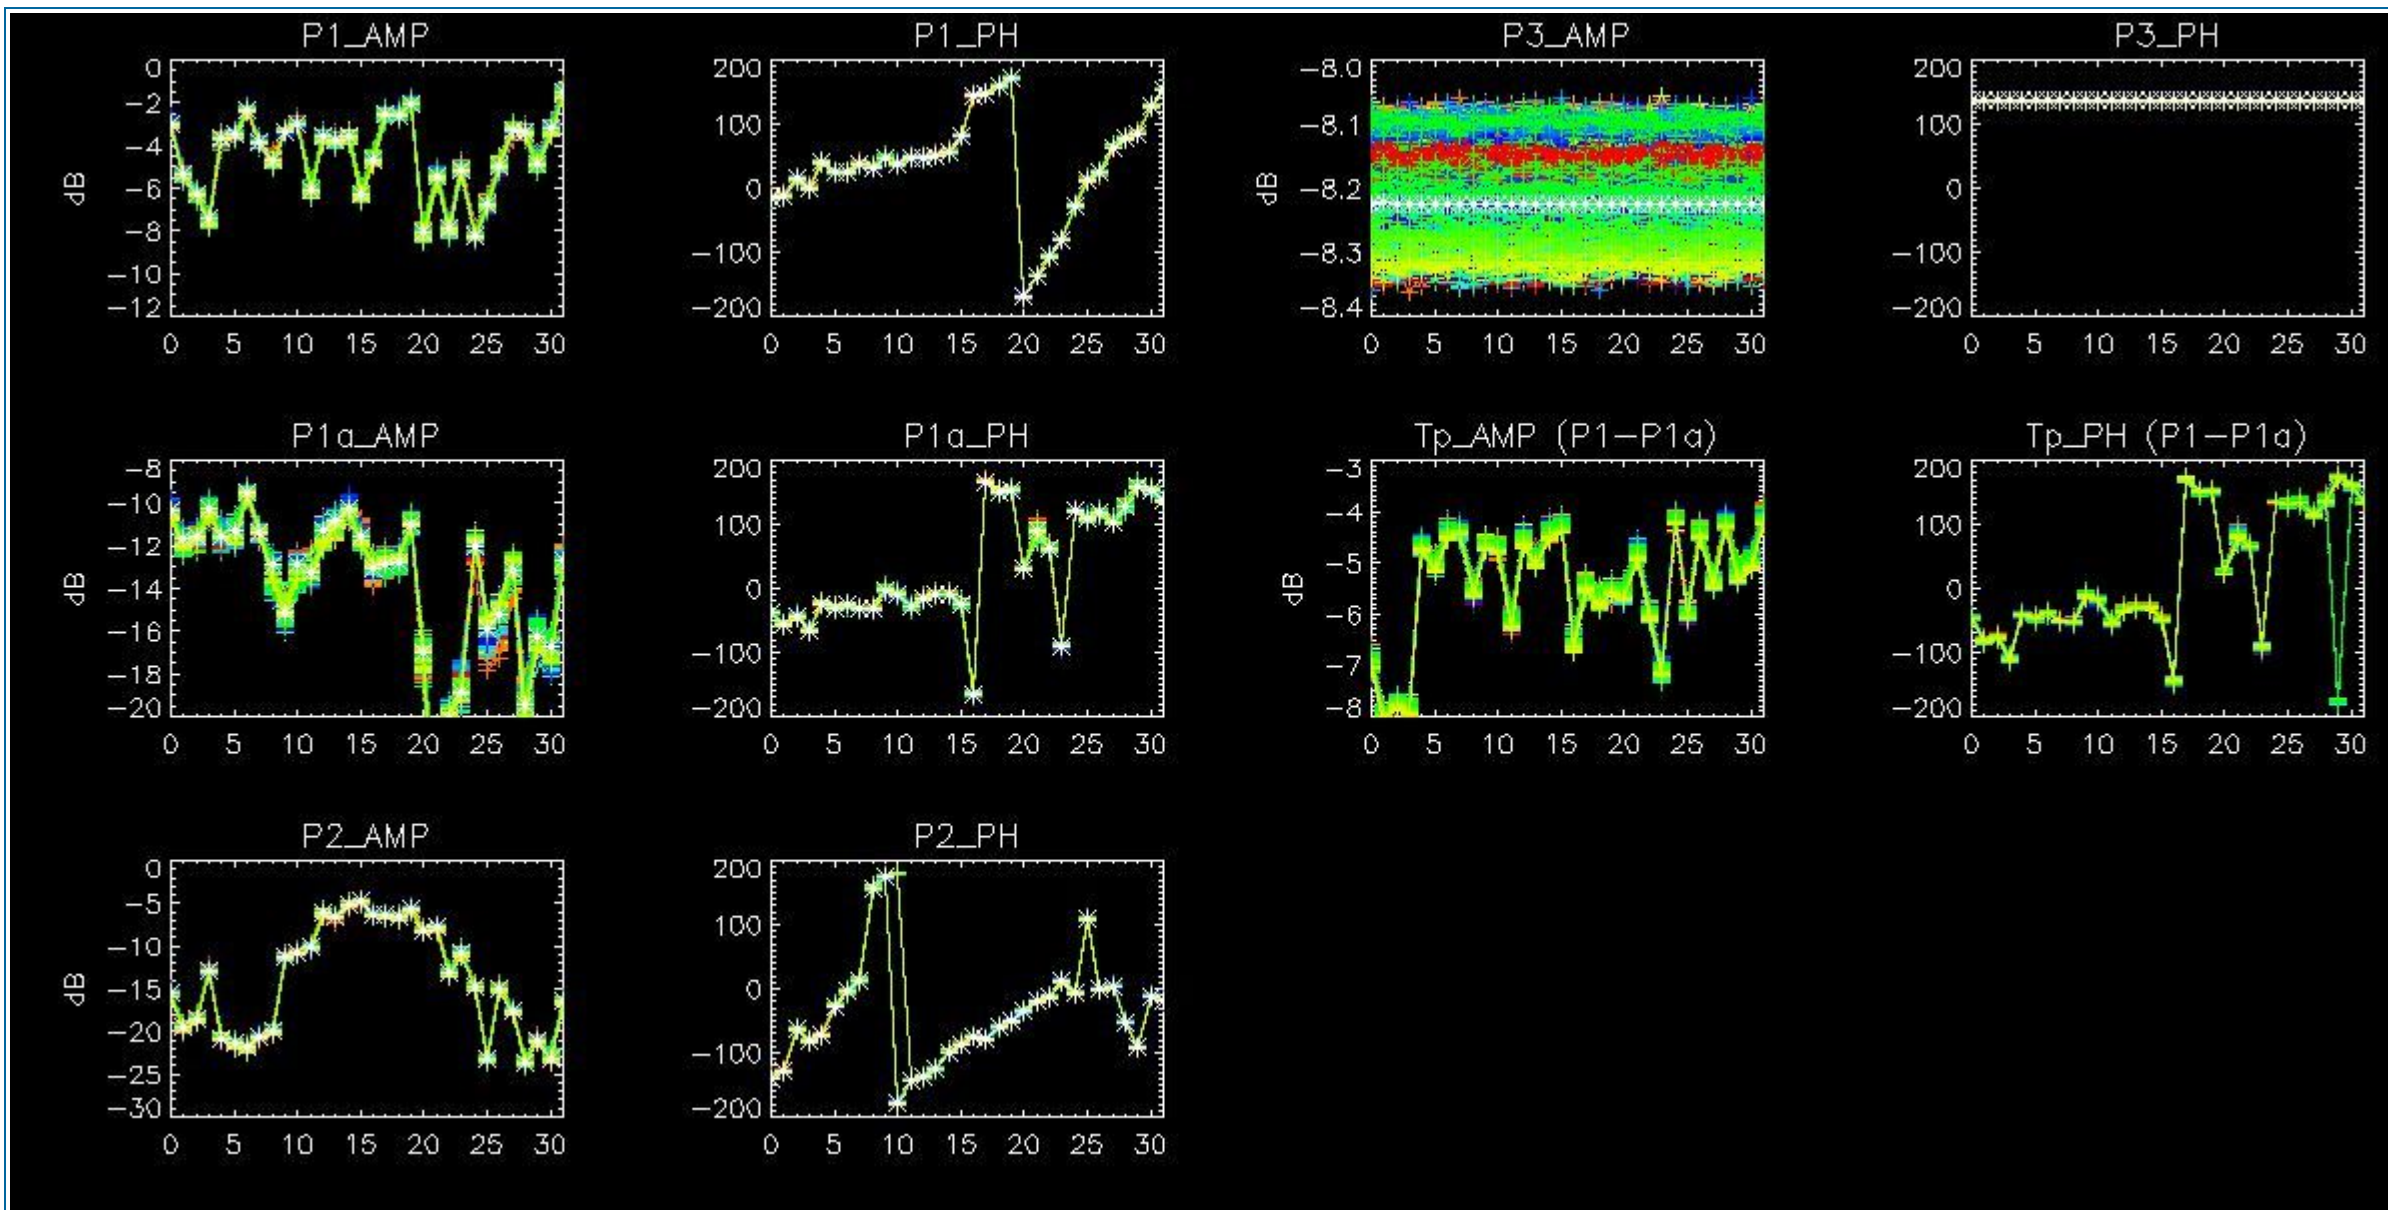 P1_AMP
P1_PH
P3_AMP
P3_PH
0
−2
−4
−6
−8
−10
−12
dB
0 5 10 15 20 25 30
200
100
0
−100
−200
0 5 10 15 20 25 30
−8.0
−8.1
−8.2
−8.3
−8.4
dB
0 5 10 15 20 25 30
200
100
0
−100
−200
0 5 10 15 20 25 30
P1a_AMP
P1a_PH
Tp_AMP (P1−P1a)
Tp_PH (P1−P1a)
−8
−10
−12
−14
−16
−18
−20
dB
0 5 10 15 20 25 30
200
100
0
−100
−200
0 5 10 15 20 25 30
−3
−4
−5
−6
−7
−8
dB
0 5 10 15 20 25 30
200
100
0
−100
−200
0 5 10 15 20 25 30
P2_AMP
P2_PH
0
−5
−10
−15
−20
−25
−30
dB
0 5 10 15 20 25 30
200
100
0
−100
−200
0 5 10 15 20 25 30